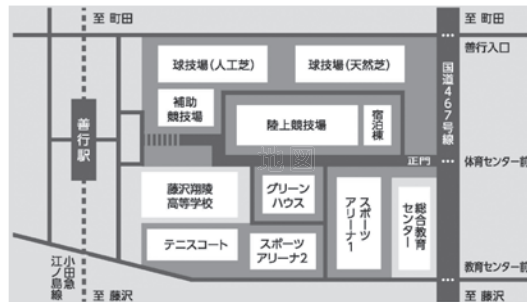 至 町田
至 町田
善行入口
球技場(人工芝)
球技場(天然芝)
補助
競技場
陸上競技場
宿泊棟
国道467号線
善行駅
地图
正門
体育センター前
藤沢翔陵
高等学校
グリーン
ハウス
スポーツ
アリーナ1
総合教育
センター
テニスコート
スポーツ
アリーナ2
教育センター前
小田急
江ノ島線
至 藤沢
至 藤沢